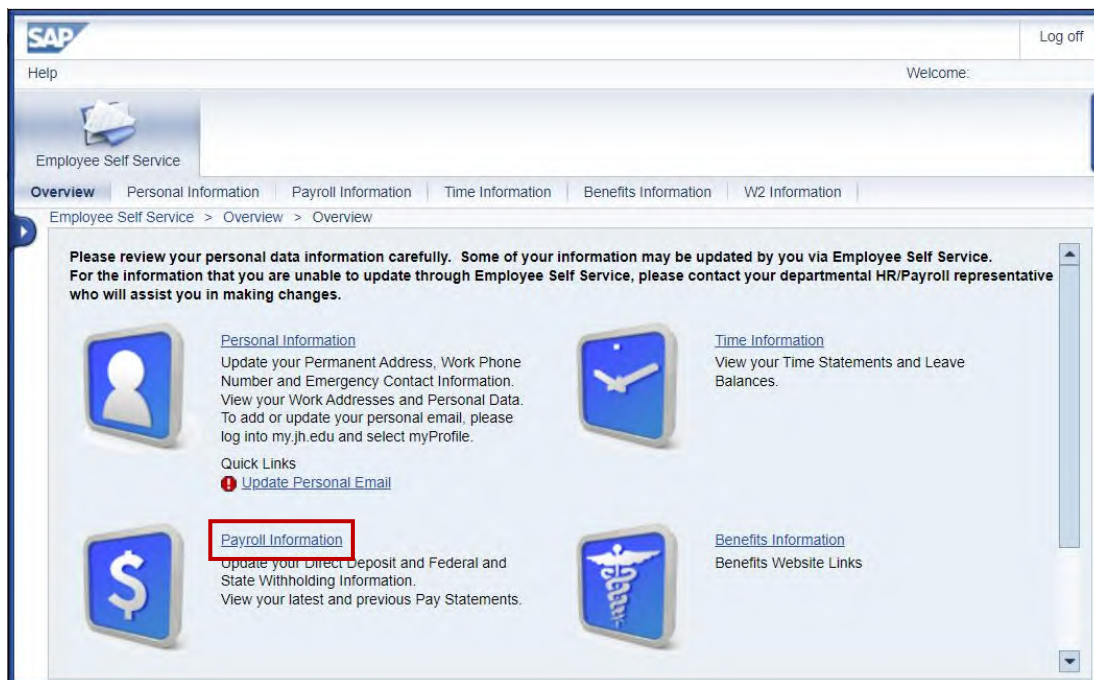 SAP
Log off
Help
Welcome:
Employee Self Service
Overview Personal Information Payroll Information Time Information Benefits Information W2 Information
Employee Self Service > Overview > Overview
Please review your personal data information carefully. Some of your information may be updated by you via Employee Self Service.
For the information that you are unable to update through Employee Self Service, please contact your departmental HR/Payroll representative
who will assist you in making changes.
Personal Information
Update your Permanent Address, Work Phone
Number and Emergency Contact Information.
View your Work Addresses and Personal Data.
To add or update your personal email, please
log into my.jh.edu and select myProfile.
Quick Links
Update Personal Email
Time Information
View your Time Statements and Leave
Balances.
Payroll Information
Update your Direct Deposit and Federal and
State Withholding Information.
View your latest and previous Pay Statements.
Benefits Information
Benefits Website Links